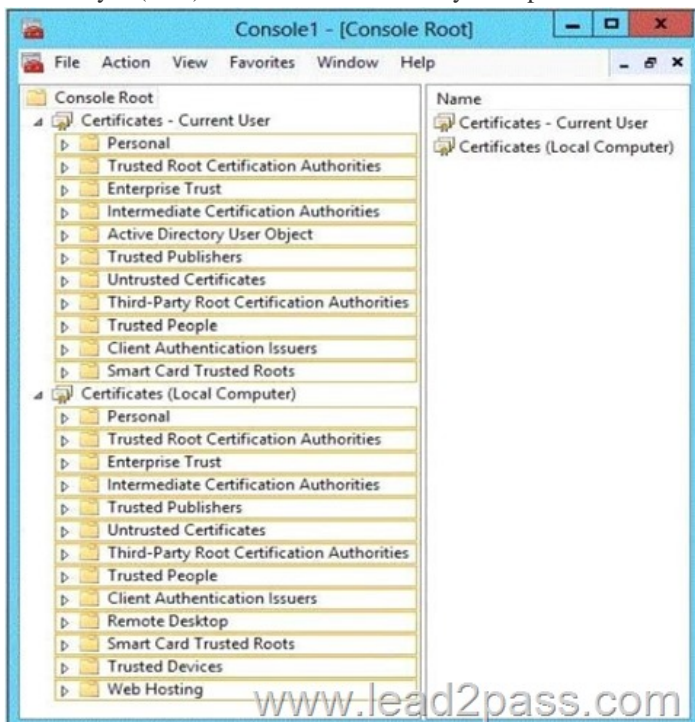 Console1 - [Console Root]
File Action View Favorites Window Help
Console Root
Certificates - Current User
Personal
Trusted Root Certification Authorities
Enterprise Trust
Intermediate Certification Authorities
Active Directory User Object
Trusted Publishers
Untrusted Certificates
Third-Party Root Certification Authorities
Trusted People
Client Authentication Issuers
Smart Card Trusted Roots
Certificates (Local Computer)
Personal
Trusted Root Certification Authorities
Enterprise Trust
Intermediate Certification Authorities
Trusted Publishers
Untrusted Certificates
Third-Party Root Certification Authorities
Trusted People
Client Authentication Issuers
Remote Desktop
Smart Card Trusted Roots
Trusted Devices
Web Hosting
Name
Certificates - Current User
Certificates (Local Computer)
www.lead2pass.com